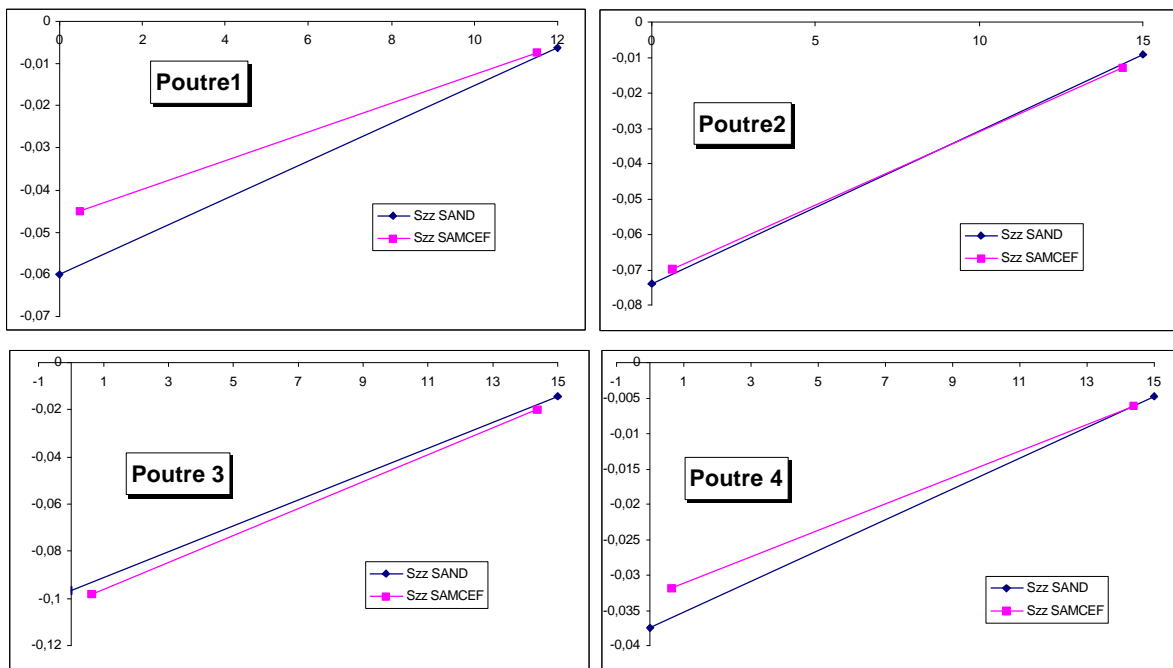 0
0 2 4 6 8 10 12
-0,01
-0,02
-0,03
-0,04
-0,05
-0,06
-0,07
Poutre1
Szz SAND
Szz SAMCEF
0
0 5 10 15
-0,01
-0,02
-0,03
-0,04
-0,05
-0,06
-0,07
-0,08
Poutre2
Szz SAND
Szz SAMCEF
0
-1 1 3 5 7 9 11 13 15
-0,02
-0,04
-0,06
-0,08
-0,1
-0,12
Poutre 3
Szz SAND
Szz SAMCEF
0
-1 1 3 5 7 9 11 13 15
-0,005
-0,01
-0,015
-0,02
-0,025
-0,03
-0,035
-0,04
Poutre 4
Szz SAND
Szz SAMCEF